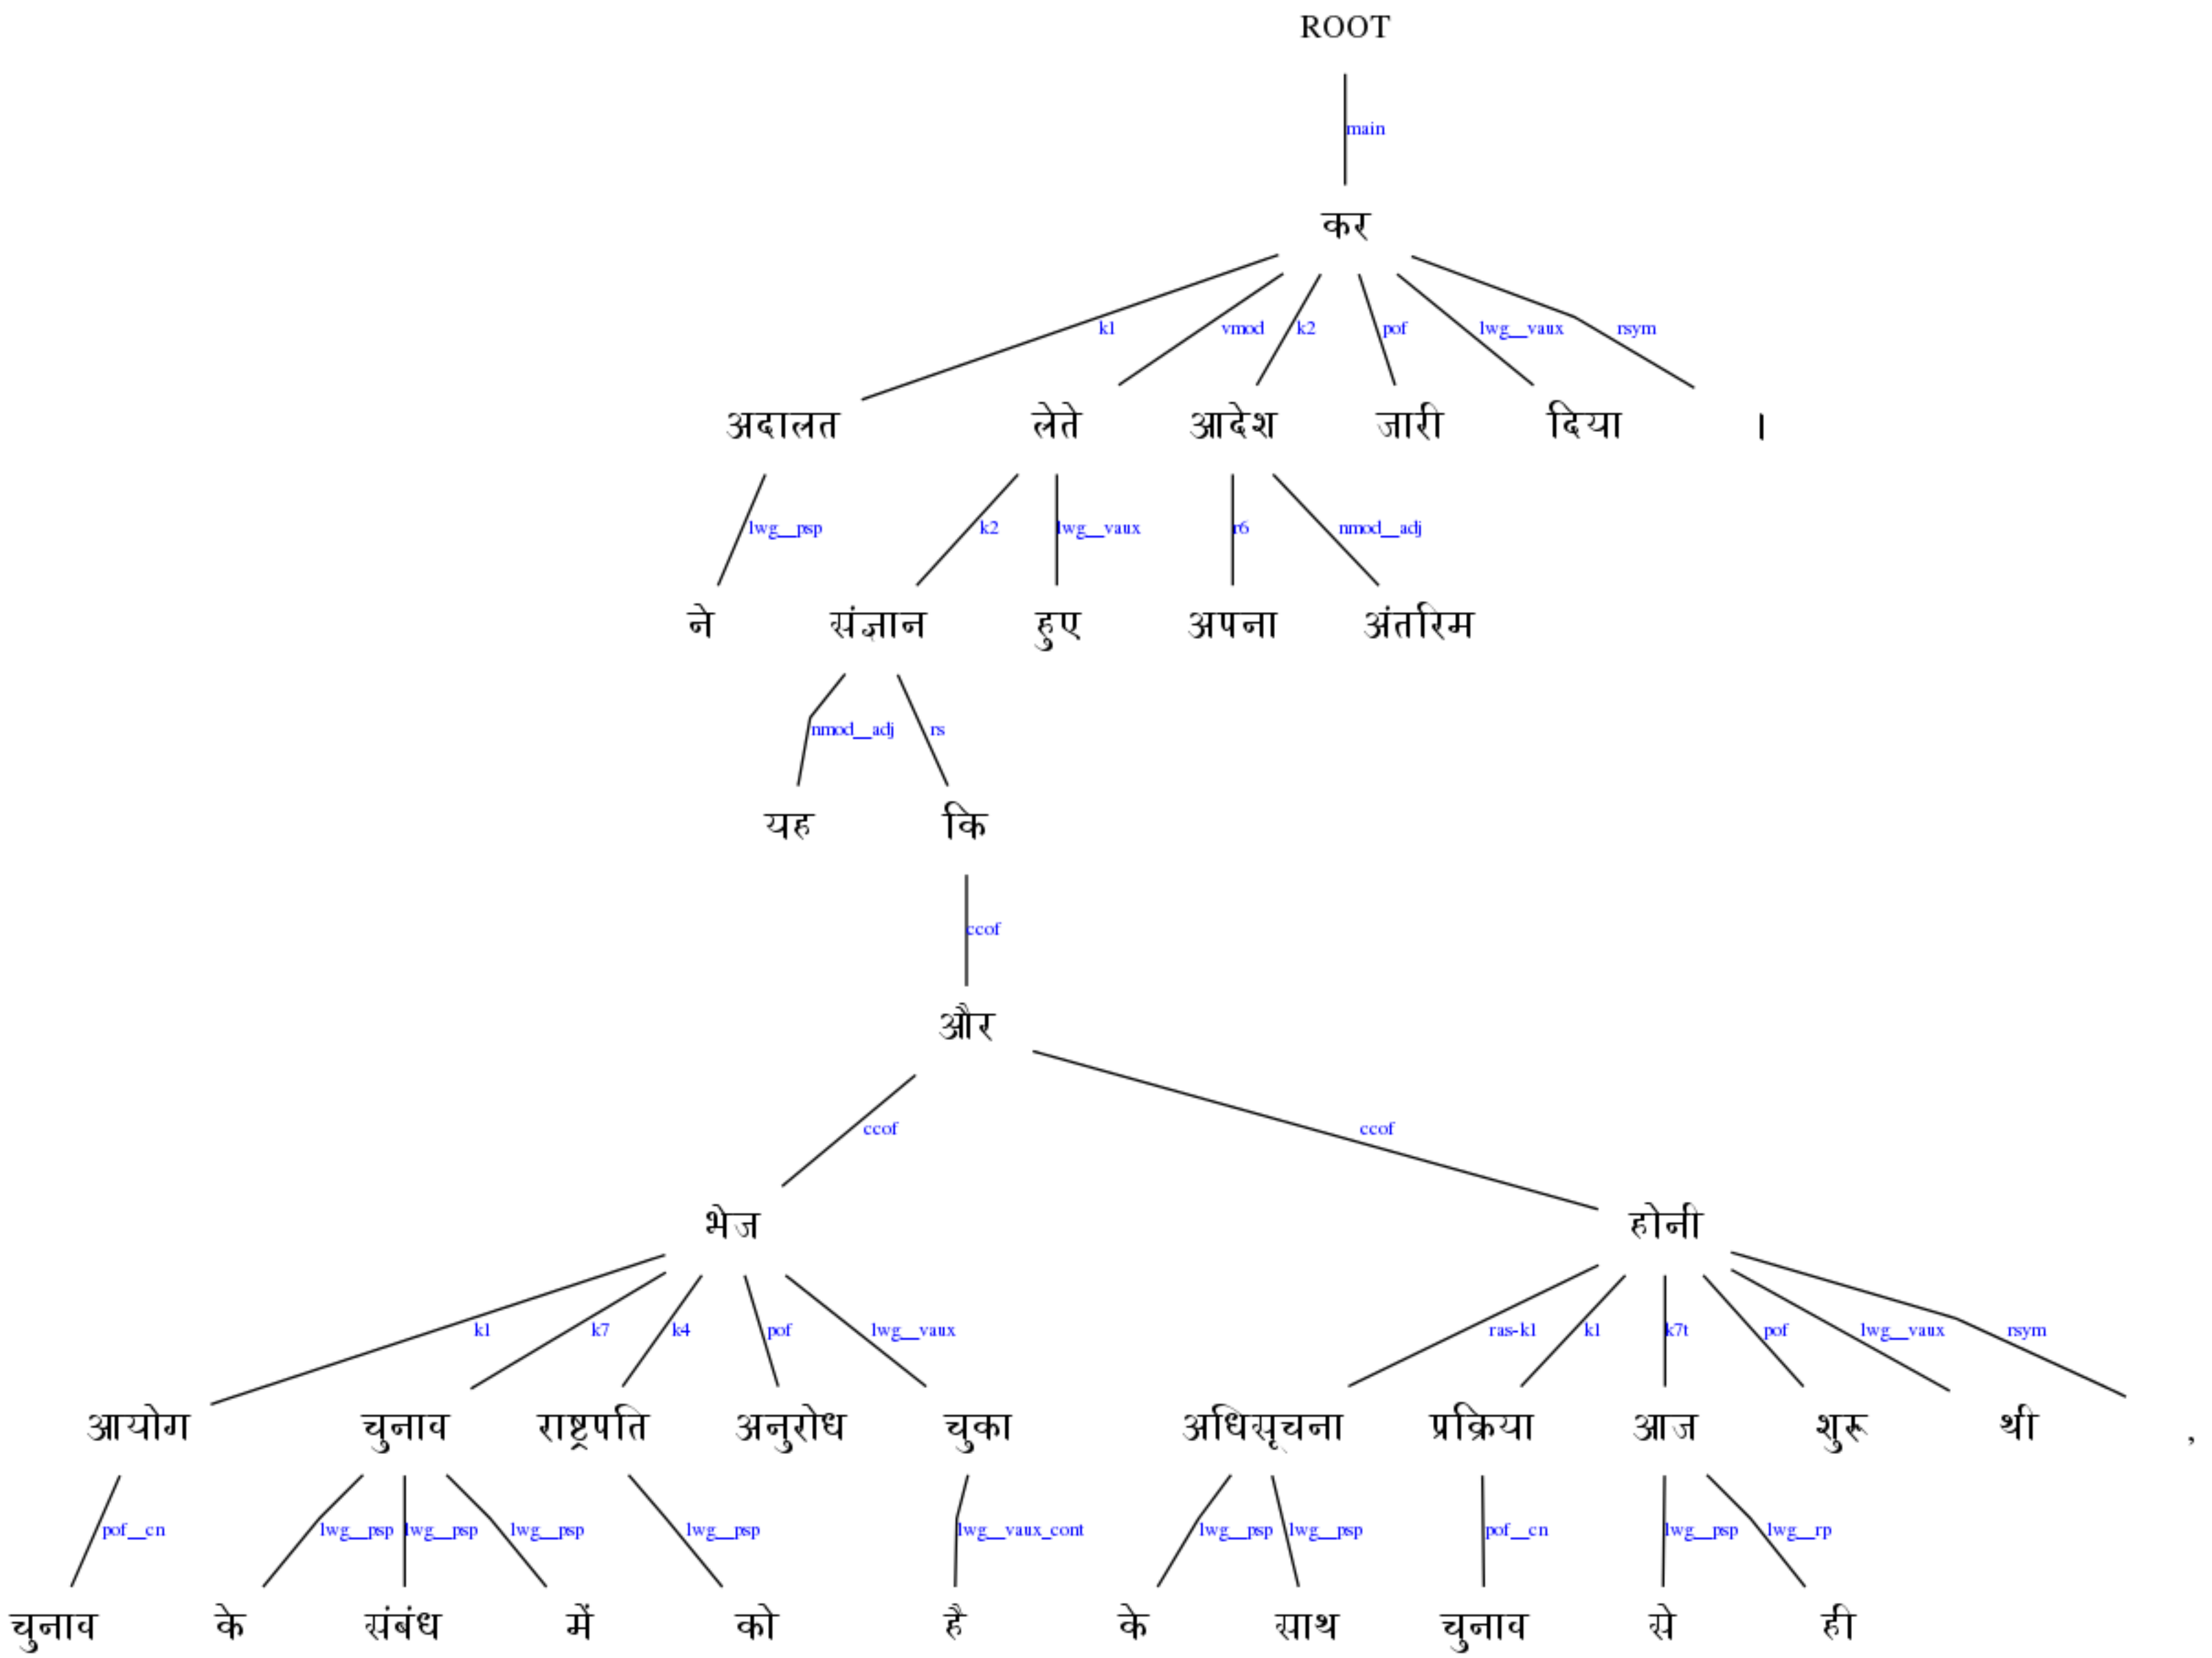 ROOT
main
कर
k1 vmod k2 pof lwg__vaux rsym
अदालत लेते आदेश जारी दिया ।
lwg__psp k2 lwg__vaux r6 nmod__adj
ने संज्ञान हुए अपना अंतरिम
nmod__adj rs
यह कि
ccof
और
ccof ccof
भेज होनी
k1 k7 k4 pof lwg__vaux ras-k1 k1 k7t pof lwg__vaux rsym
आयोग चुनाव राष्ट्रपति अनुरोध चुका अधिसूचना प्रक्रिया आज शुरू थी ,
pof__cn lwg__psp lwg__psp lwg__psp lwg__psp lwg__vaux_cont lwg__psp lwg__psp pof__cn lwg__psp lwg__rp
चुनाव के संबंध में को है के साथ चुनाव से ही